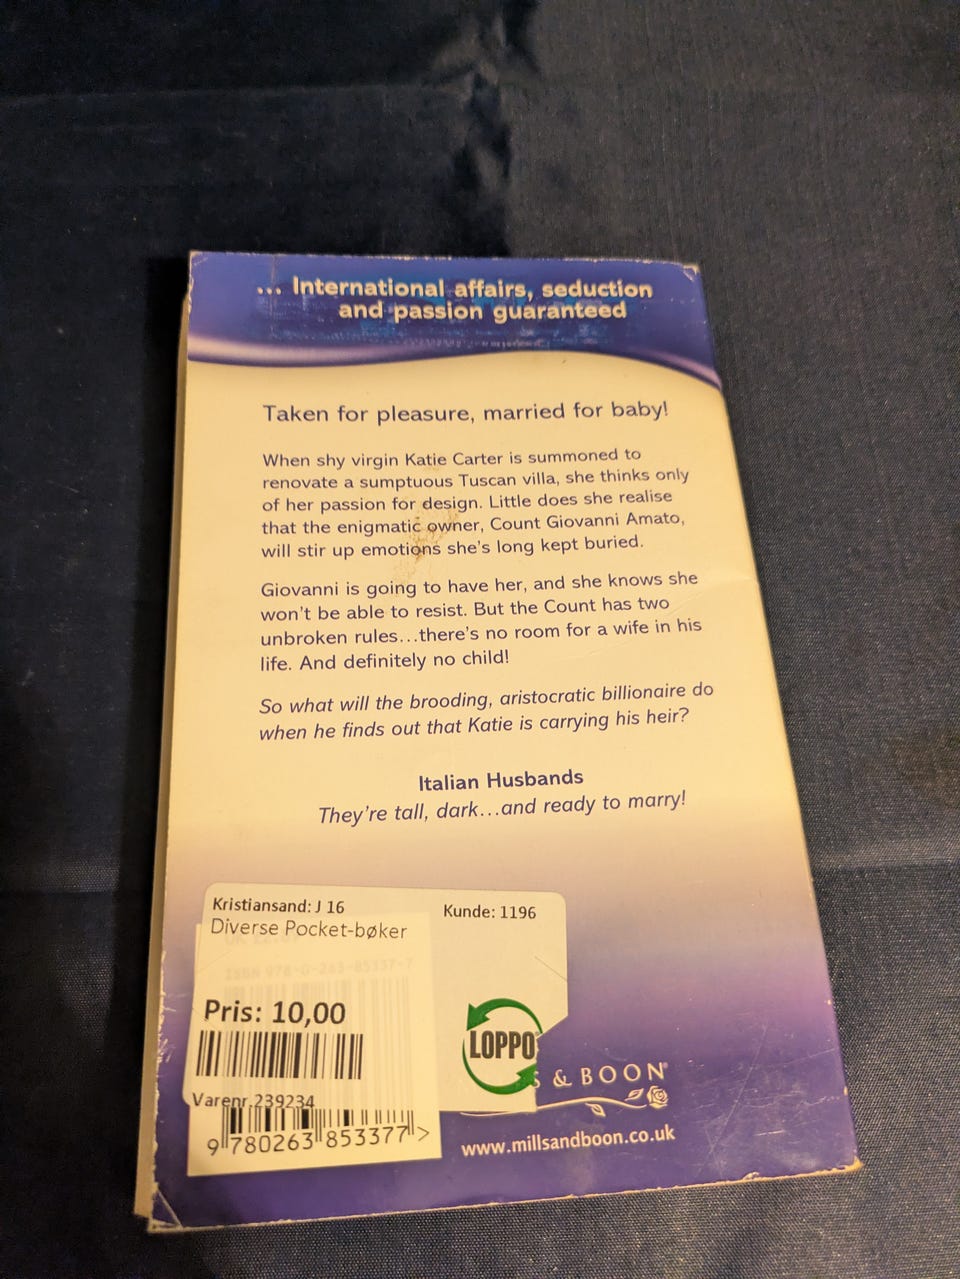 ... International affairs, seduction
and passion guaranteed
Taken for pleasure, married for baby!
When shy virgin Katie Carter is summoned to
renovate a sumptuous Tuscan villa, she thinks only
of her passion for design. Little does she realise
that the enigmatic owner, Count Giovanni Amato,
will stir up emotions she's long kept buried.
Giovanni is going to have her, and she knows she
won't be able to resist. But the Count has two
unbroken rules...there's no room for a wife in his
life. And definitely no child!
So what will the brooding, aristocratic billionaire do
when he finds out that Katie is carrying his heir?
Italian Husbands
They're tall, dark...and ready to marry!
Kristiansand: J 16 Kunde: 1196
Diverse Pocket-bøker
ISBN 978-0-263-85337-7
Pris: 10,00
LOPPO
Varenr.239234
S & BOON®
9 780263 853377 >
www.millsandboon.co.uk